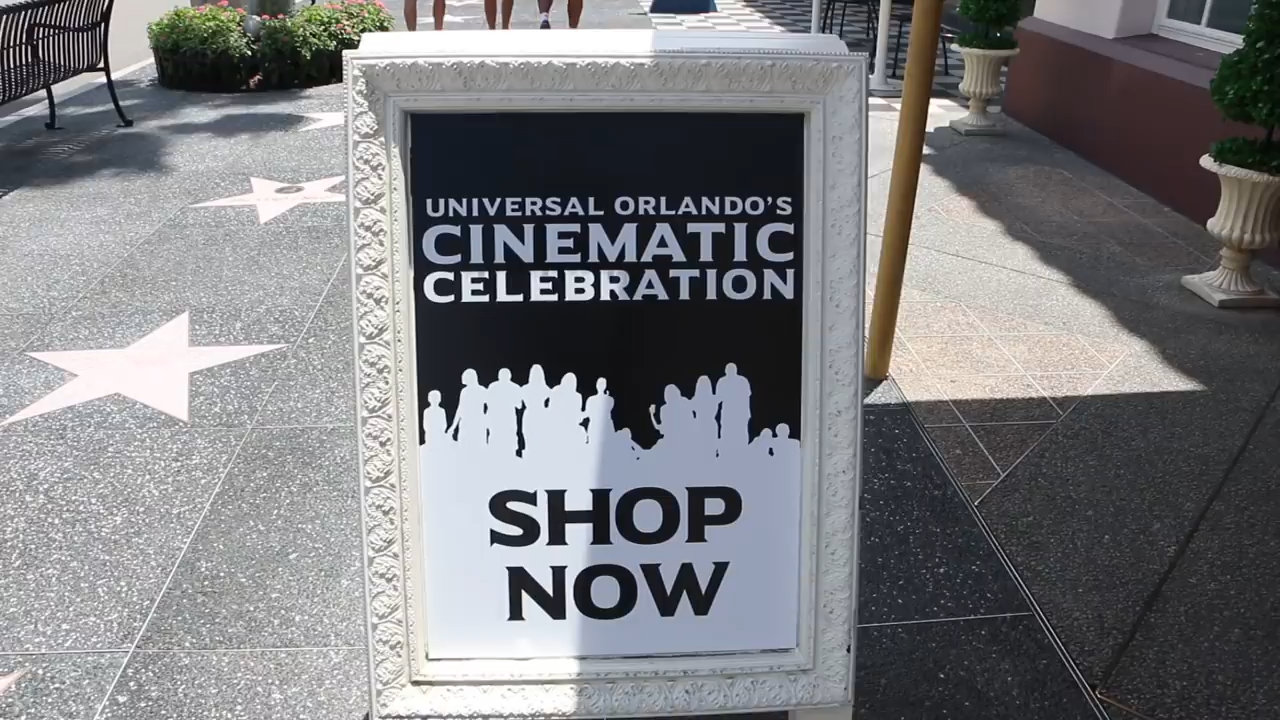 UNIVERSAL ORLANDO'S
CINEMATIC
CELEBRATION
SHOP
NOW